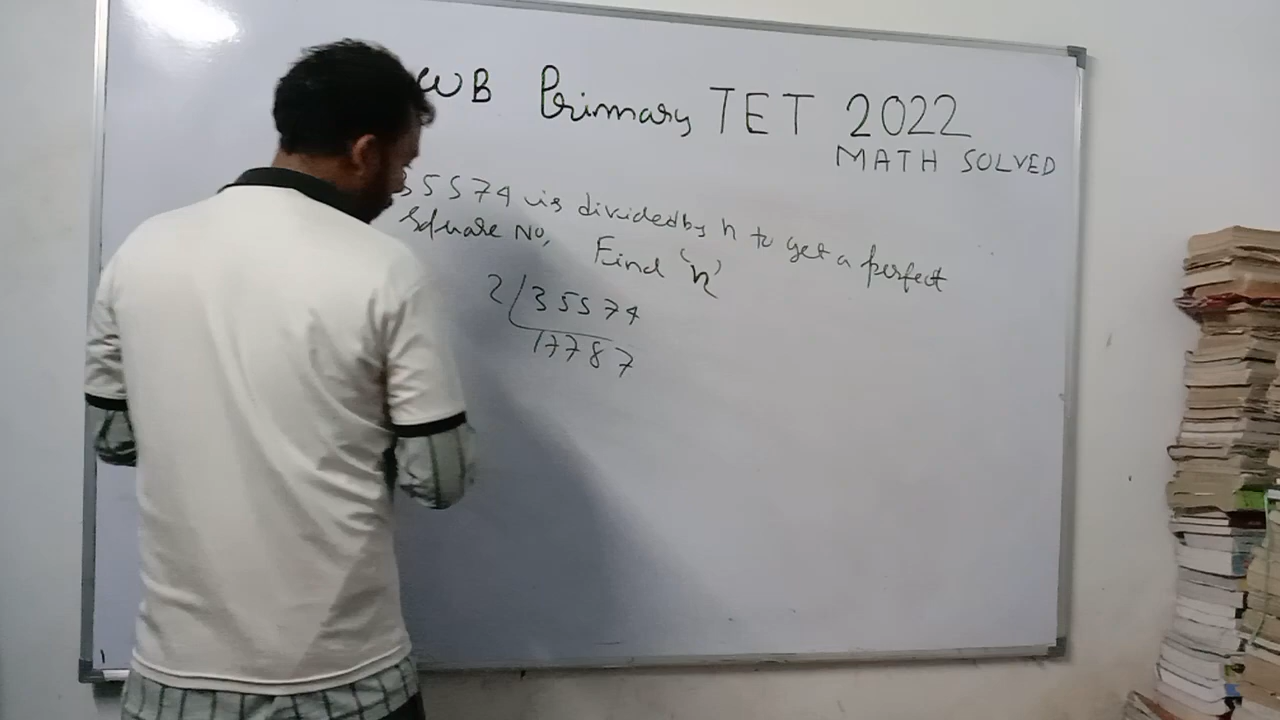 WB Primary TET 2022
MATH SOLVED
35574 is divided by n to get a perfect
Square No, Find 'n'
2 35574
17787